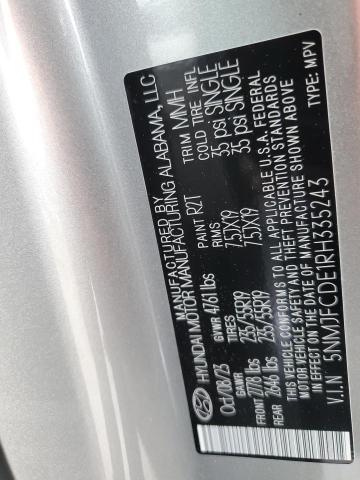 MANUFACTURED BY
HYUNDAI MOTOR MANUFACTURING ALABAMA, LLC
Oct/08/23 PAINT R2T TRIM MMH
GVWR 4761lbs
GAWR TIRES RIMS COLD TIRE INFL
FRONT 2778 lbs 235/55R19 7.5JX19 35 psi SINGLE
REAR 2646 lbs 235/55R19 7.5JX19 35 psi SINGLE
THIS VEHICLE CONFORMS TO ALL APPLICABLE U.S.A. FEDERAL
MOTOR VEHICLE SAFETY AND THEFT PREVENTION STANDARDS
IN EFFECT ON THE DATE OF MANUFACTURE SHOWN ABOVE
V.I.N 5NMJFCDE1RH335243 TYPE: MPV